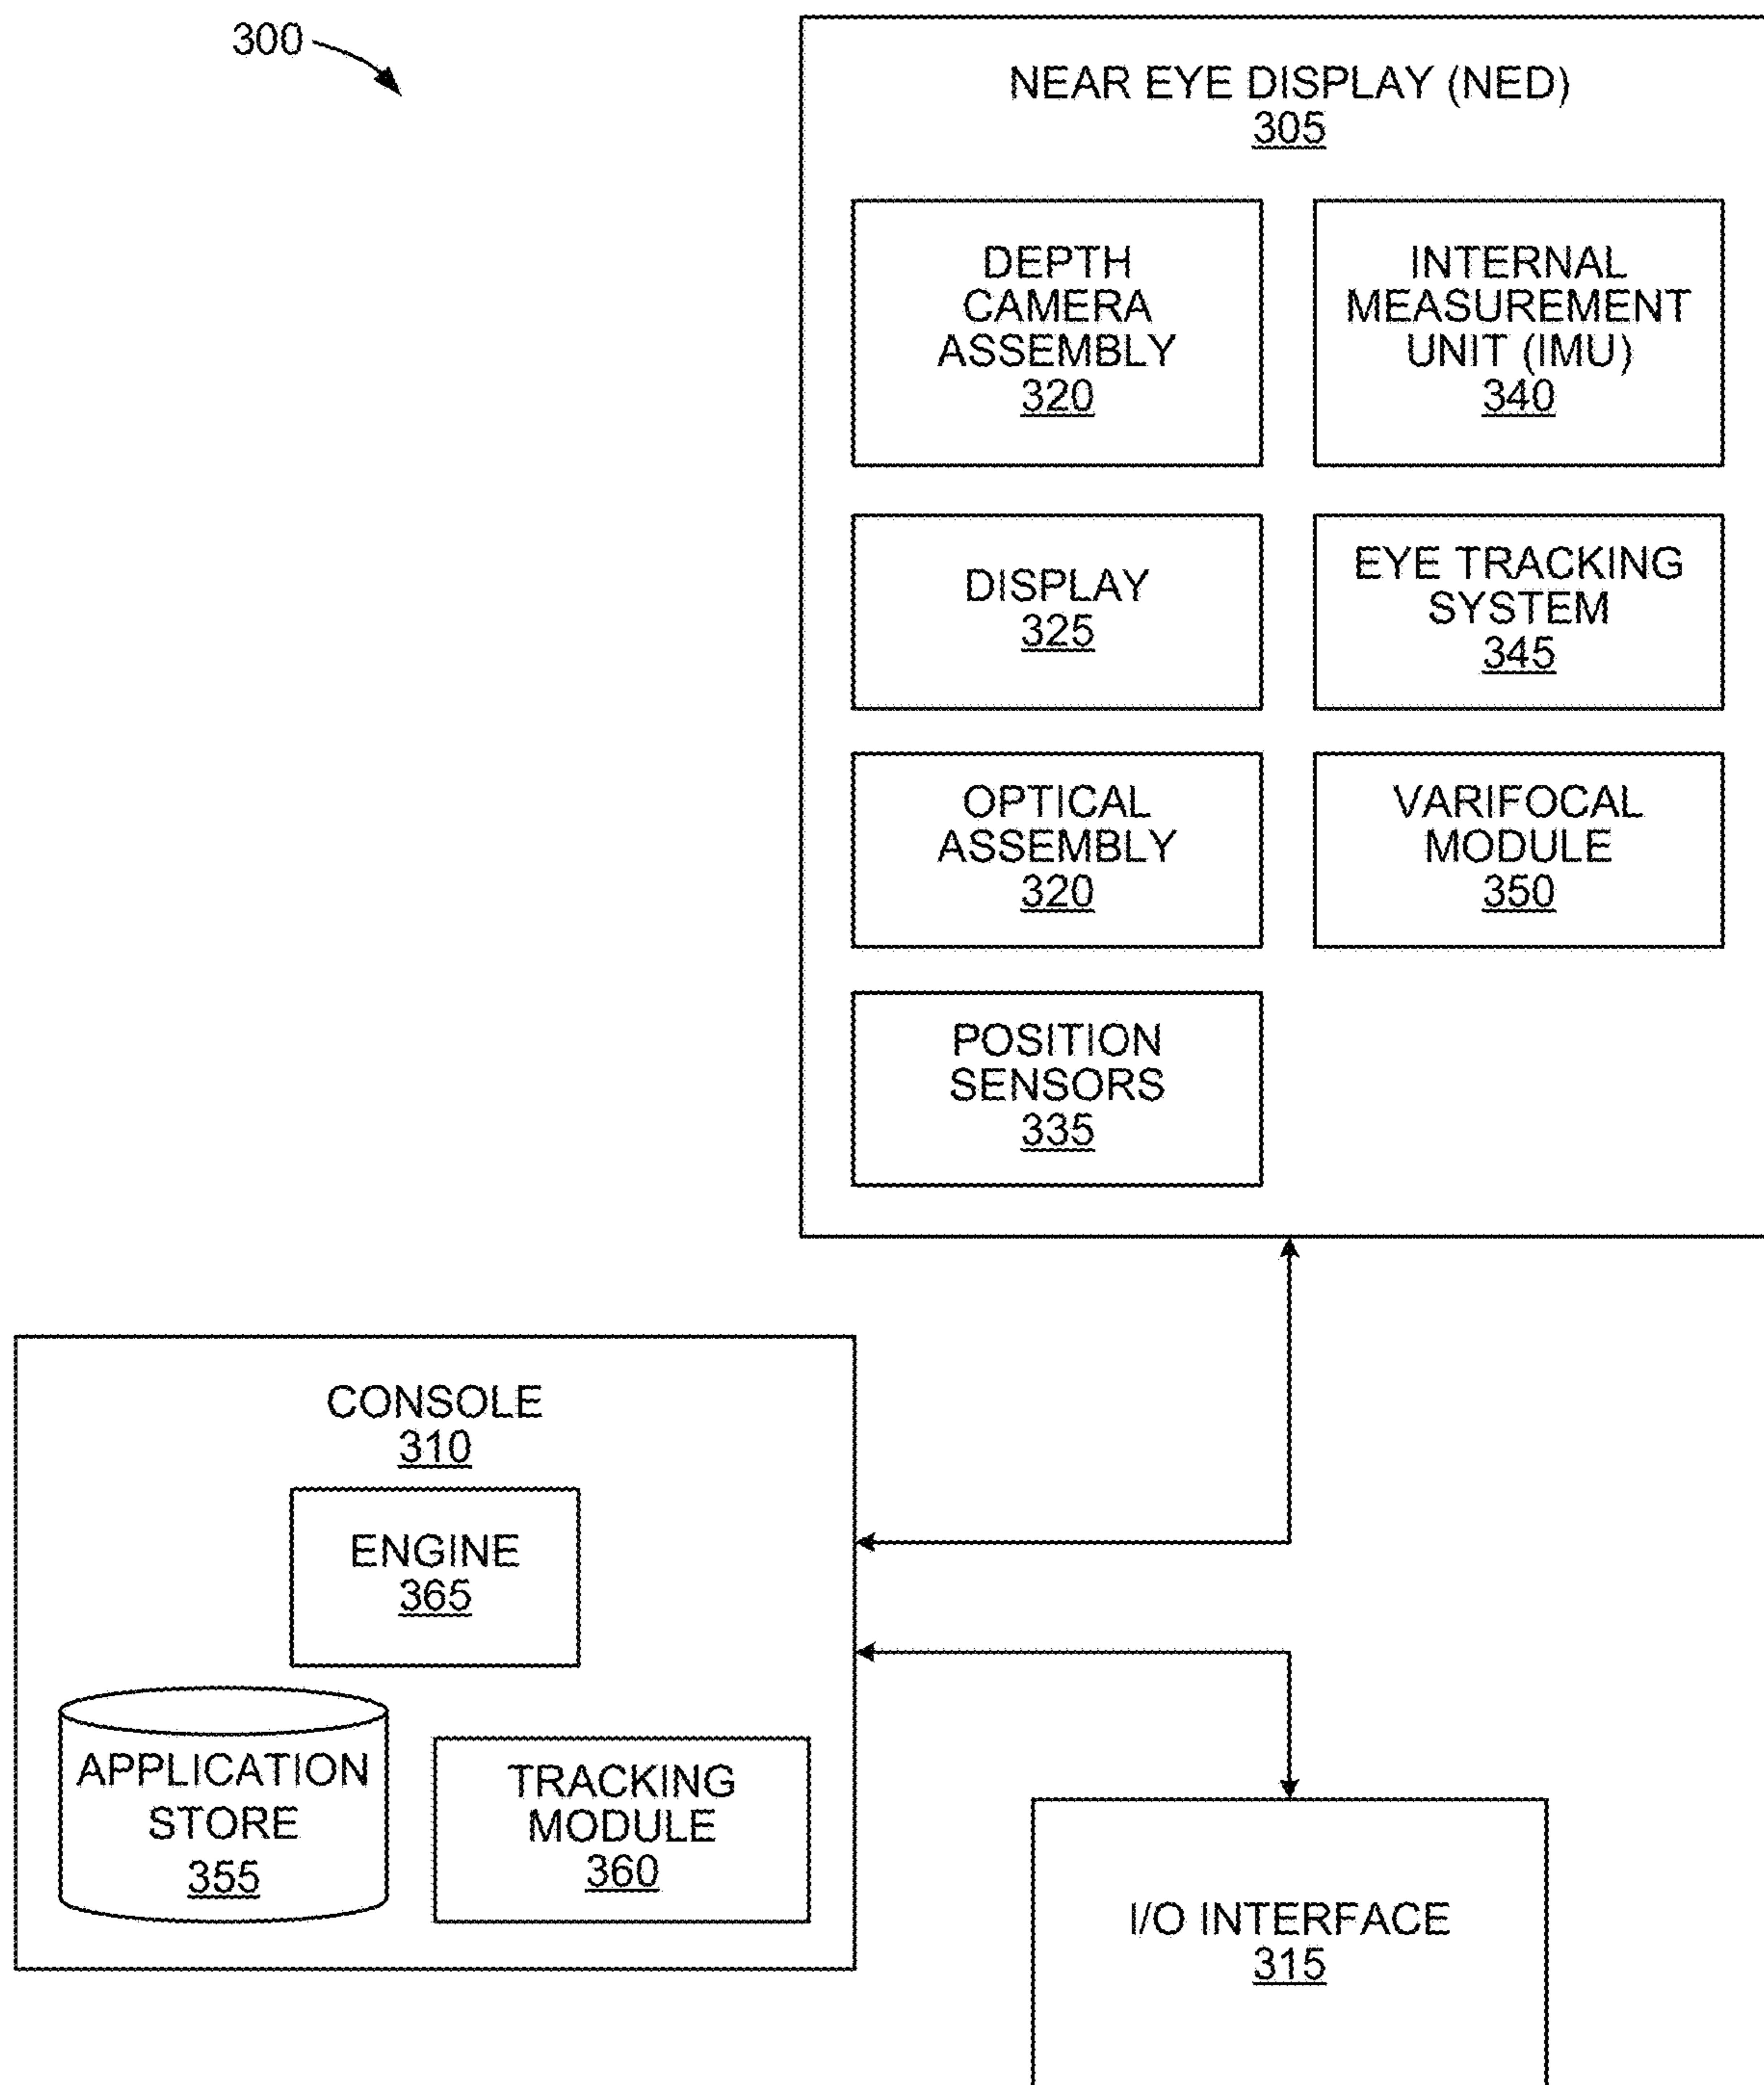 300
NEAR EYE DISPLAY (NED)
305
DEPTH
CAMERA
ASSEMBLY
320
INTERNAL
MEASUREMENT
UNIT (IMU)
340
DISPLAY
325
EYE TRACKING
SYSTEM
345
OPTICAL
ASSEMBLY
320
VARIFOCAL
MODULE
350
POSITION
SENSORS
335
CONSOLE
310
ENGINE
365
APPLICATION
STORE
355
TRACKING
MODULE
360
I/O INTERFACE
315